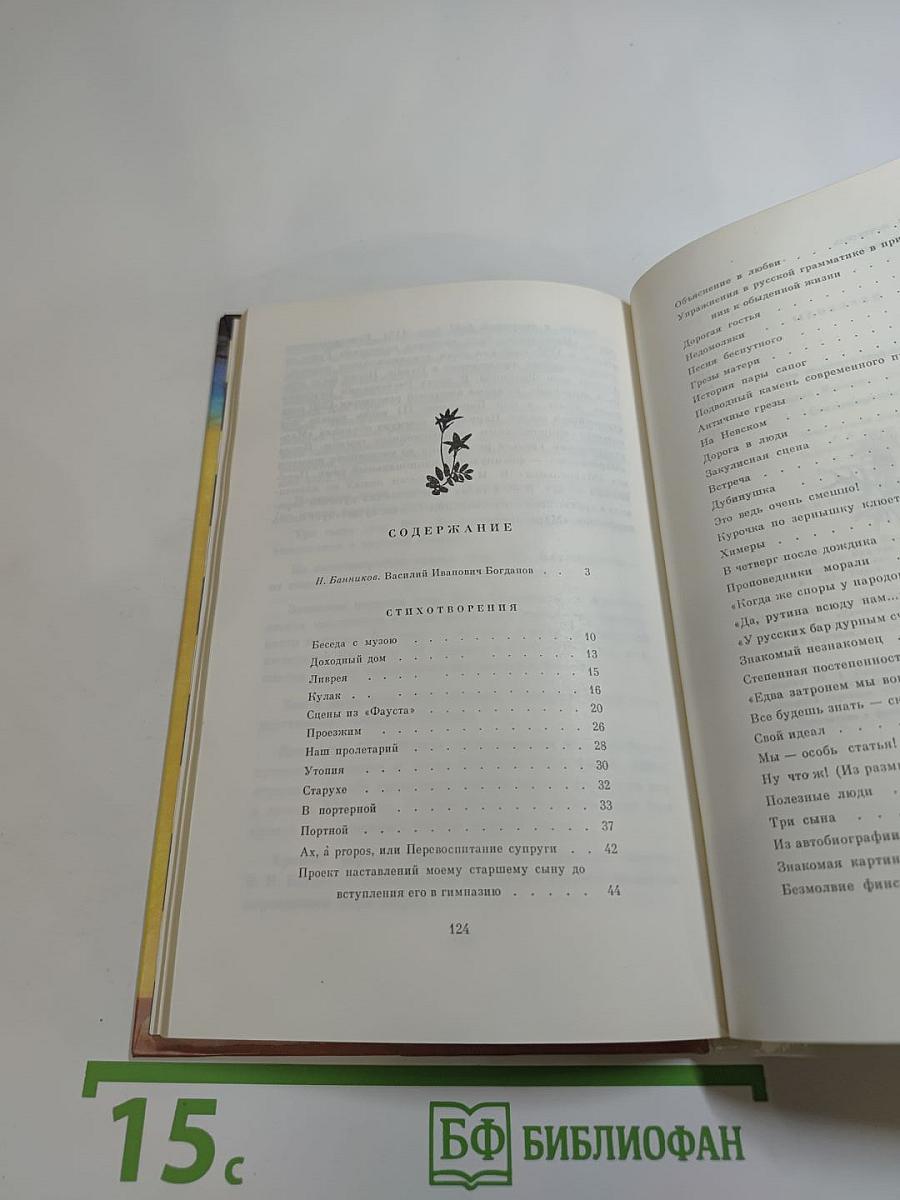 СОДЕРЖАНИЕ
Н. Банников. Василий Иванович Богданов . . 3
СТИХОТВОРЕНИЯ
Беседа с музою . . . . . . . . . . 10
Доходный дом . . . . . . . . . 13
Ливрея . . . . . . . . . . . 15
Кулак . . . . . . . . . . . . 16
Сцены из «Фауста» . . . . . . . . . 20
Проезжим . . . . . . . . . . . 26
Наш пролетарий . . . . . . . . . . 28
Утопия . . . . . . . . . . . . 30
Старухе . . . . . . . . . . . . 32
В портерной . . . . . . . . . . . 33
Портной . . . . . . . . . . . . 37
Ах, à propos, или Перевоспитание супруги . . 42
Проект наставлений моему старшему сыну до
вступления его в гимназию . . . . . 44
124
Объяснение в любви . . . . . .
Упражнения в русской грамматике в при
нии к обыденной жизни
Дорогая гостья . . . . . .
Недомолвки . . . . . .
Песня беспутного . . . . . .
Грезы матери . . . . . .
История пары сапог . . . . .
Подводный камень современного п
Античные грезы . . . . .
На Невском . . . . .
Дорога в люди . . . . .
Закулисная сцена . . . .
Встреча . . . . . .
Дубинушка . . . . .
Это ведь очень смешно! . .
Курочка по зернышку клюет
Химеры . . . . .
В четверг после дождика . .
Проповедники морали . .
«Когда же споры у народо
«Да, рутина всюду нам...
«У русских бар дурным сч
Знакомый незнакомец .
Степенная постепенност
«Едва затронем мы во
Все будешь знать — ск
Свой идеал . . . .
Мы — особь статья!
Ну что ж! (Из разм
Полезные люди .
Три сына . . .
Из автобиографии
Знакомая картин
Безмолвие финс
15 с
БФ БИБЛИОФАН